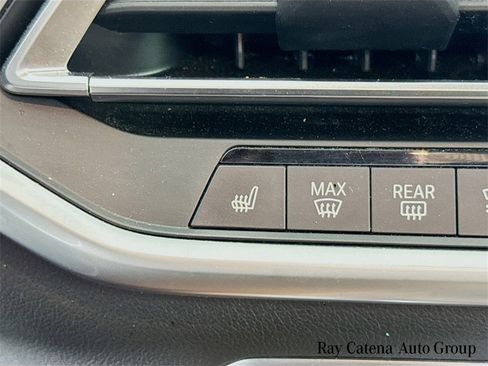 MAX REAR
Ray Catena Auto Group